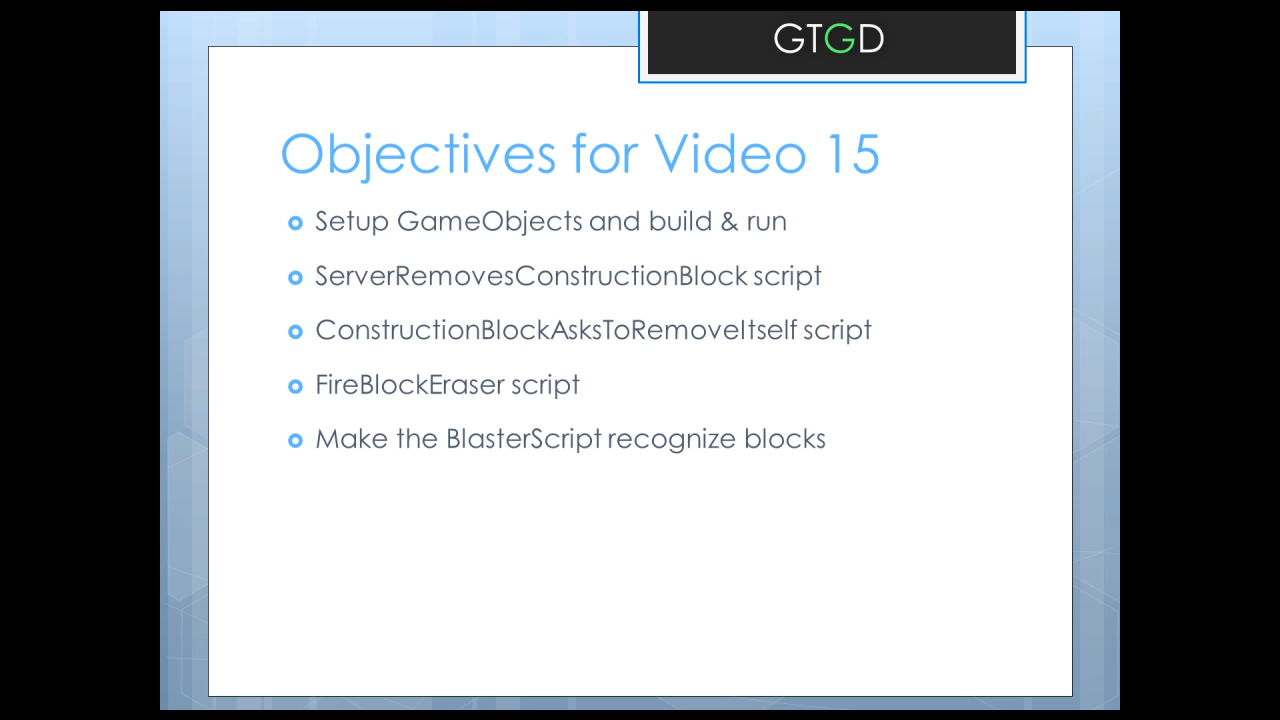 GTGD
Objectives for Video 15
Setup GameObjects and build & run
ServerRemovesConstructionBlock script
ConstructionBlockAsksToRemoveItself script
FireBlockEraser script
Make the BlasterScript recognize blocks